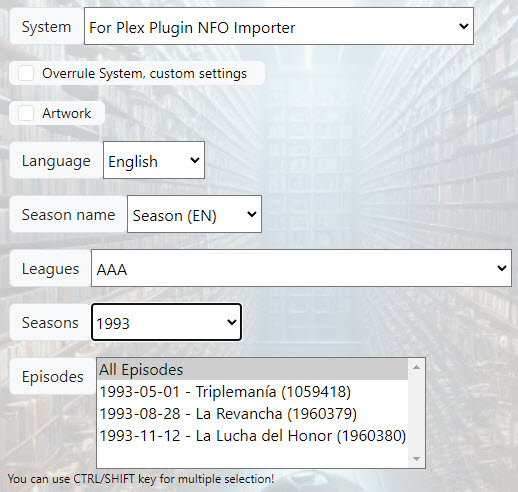 System For Plex Plugin NFO Importer
Overrule System, custom settings
Artwork
Language English
Season name Season (EN)
Leagues AAA
Seasons 1993
Episodes All Episodes
1993-05-01 - Triplemanía (1059418)
1993-08-28 - La Revancha (1960379)
1993-11-12 - La Lucha del Honor (1960380)
You can use CTRL/SHIFT key for multiple selection!